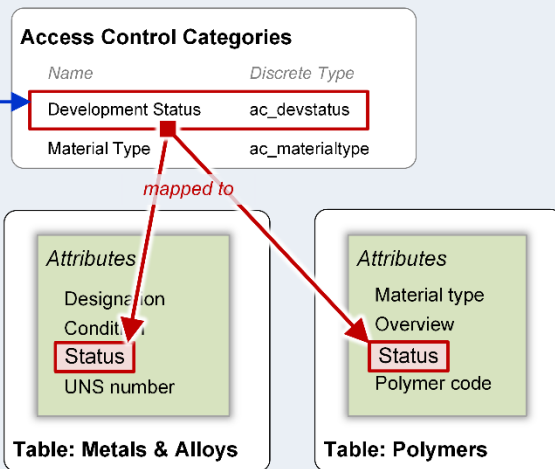 Access Control Categories
Name Discrete Type
Development Status ac_devstatus
Material Type ac_materialtype
mapped to
Attributes
Designation
Condition
Status
UNS number
Table: Metals & Alloys
Attributes
Material type
Overview
Status
Polymer code
Table: Polymers